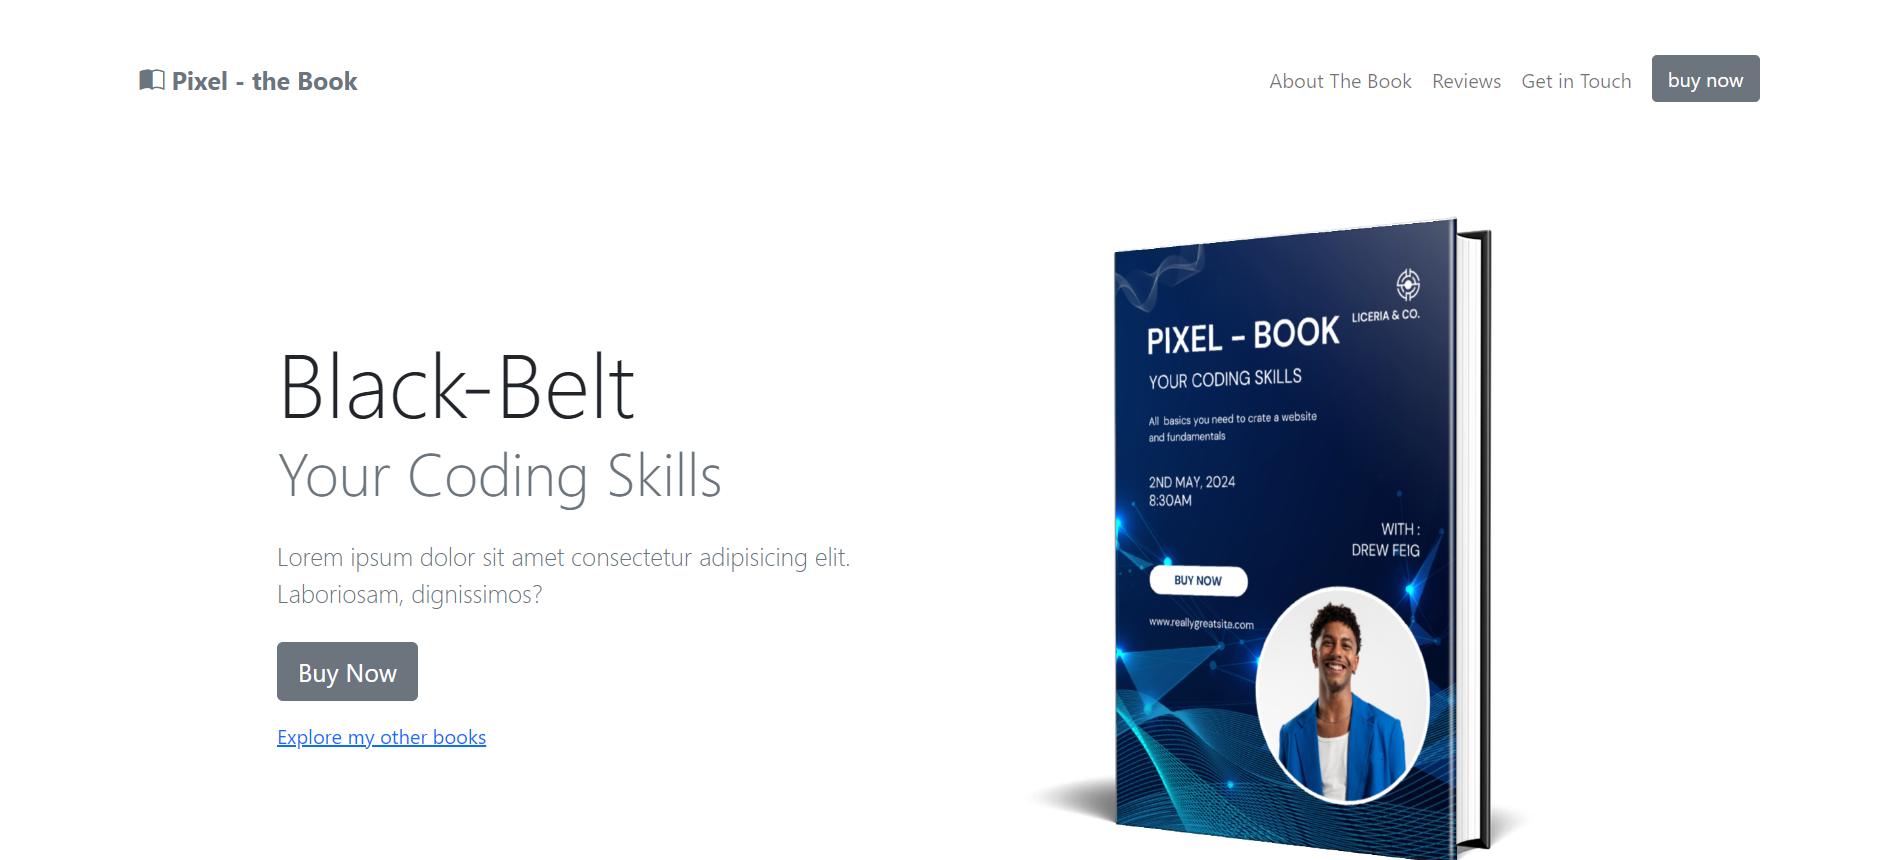 Pixel - the Book
About The Book
Reviews
Get in Touch
buy now
Black-Belt
Your Coding Skills
Lorem ipsum dolor sit amet consectetur adipisicing elit.
Laboriosam, dignissimos?
Buy Now
Explore my other books
LICERIA & CO.
PIXEL - BOOK
YOUR CODING SKILLS
All basics you need to crate a website
and fundamentals
2ND MAY, 2024
8:30AM
WITH :
DREW FEIG
BUY NOW
www.reallygreatsite.com